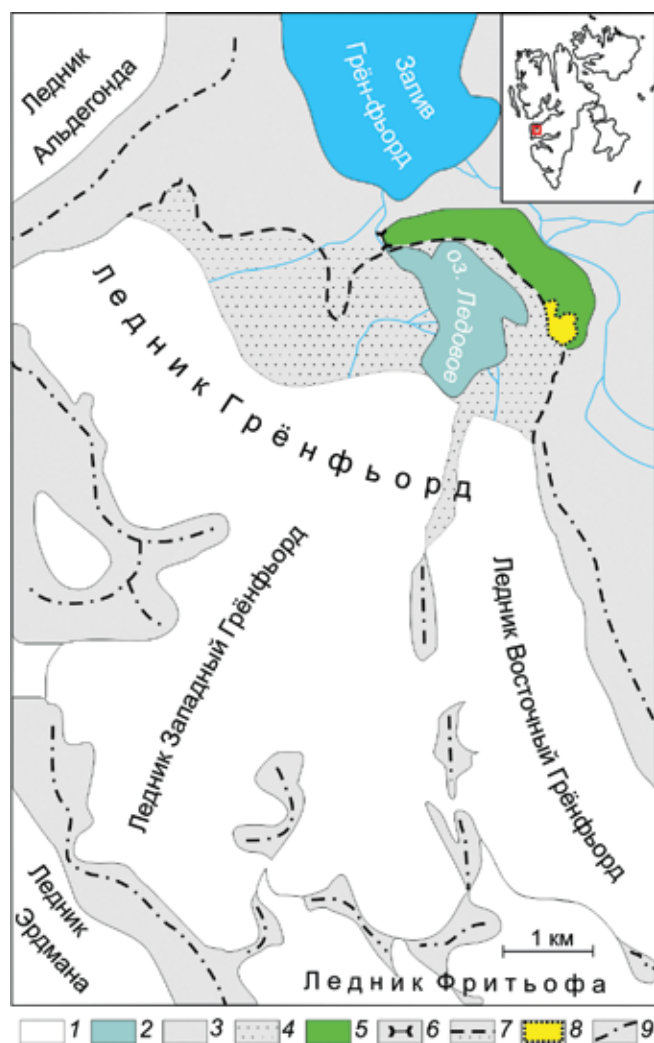 Ледник
Альдегонда
Залив
Грён-фьорд
оз. Ледовое
Ледник Грёнфьорд
Ледник Западный Грёнфьорд
Ледник Восточный Грёнфьорд
Ледник
Эрдмана
1 км
Ледник Фритьофа
1 2 3 4 5 6 7 8 9